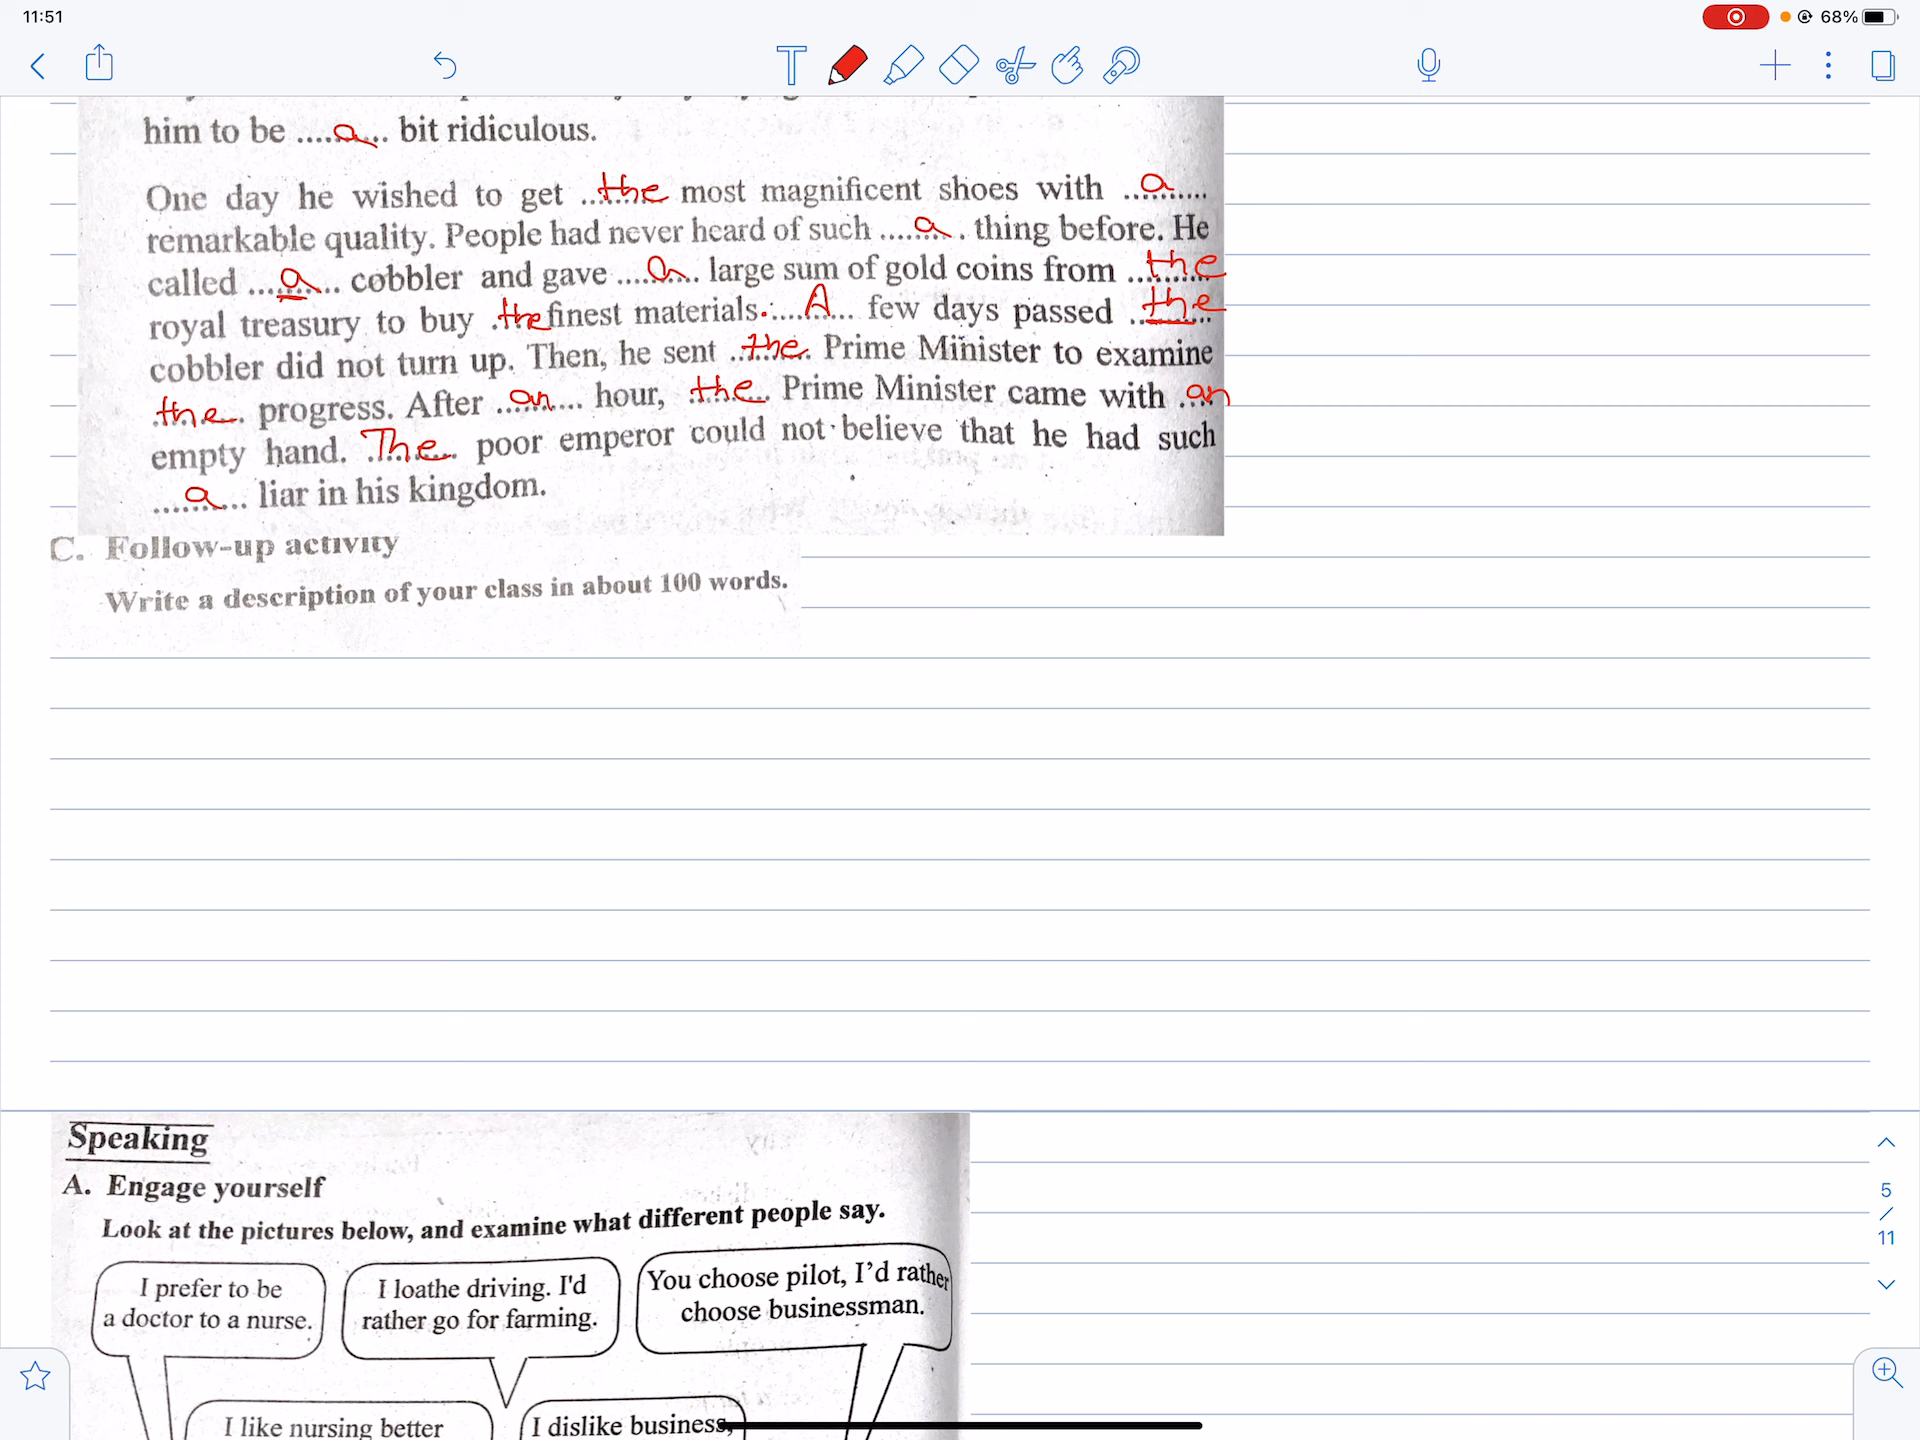 11:51
68%
T
him to be ....a.... bit ridiculous.
One day he wished to get ..the most magnificent shoes with ..a.....
remarkable quality. People had never heard of such ....a... thing before. He
called ....a.... cobbler and gave ....a.... large sum of gold coins from ..the
royal treasury to buy .the finest materials.....A... few days passed ..the
cobbler did not turn up. Then, he sent ..the. Prime Minister to examine
.the.. progress. After ...an.... hour, .the.. Prime Minister came with ..an
empty hand. .The.. poor emperor could not believe that he had such
....a.... liar in his kingdom.
C. Follow-up activity
Write a description of your class in about 100 words.
Speaking
A. Engage yourself
Look at the pictures below, and examine what different people say.
I prefer to be
a doctor to a nurse.
I loathe driving. I'd
rather go for farming.
You choose pilot, I'd rather
choose businessman.
I like nursing better
I dislike business,
5
/
11